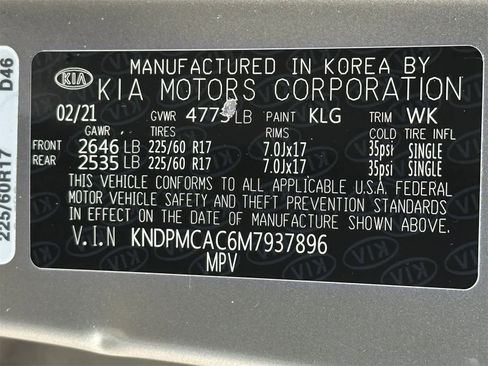 MANUFACTURED IN KOREA BY
KIA KIA MOTORS CORPORATION
02/21 GVWR LB PAINT KLG TRIM WK
GAWR TIRES RIMS COLD TIRE INFL
FRONT 2646 LB 225/60 R17 7.0Jx17 35psi SINGLE
REAR 2535 LB 225/60 R17 7.0Jx17 35psi SINGLE
THIS VEHICLE CONFORMS TO ALL APPLICABLE U.S.A. FEDERAL
MOTOR VEHICLE SAFETY AND THEFT PREVENTION STANDARDS
IN EFFECT ON THE DATE OF MANUFACTURE SHOWN ABOVE.
V.I.N KNDPMCAC6M7937896
MPV
225/60R17 D46